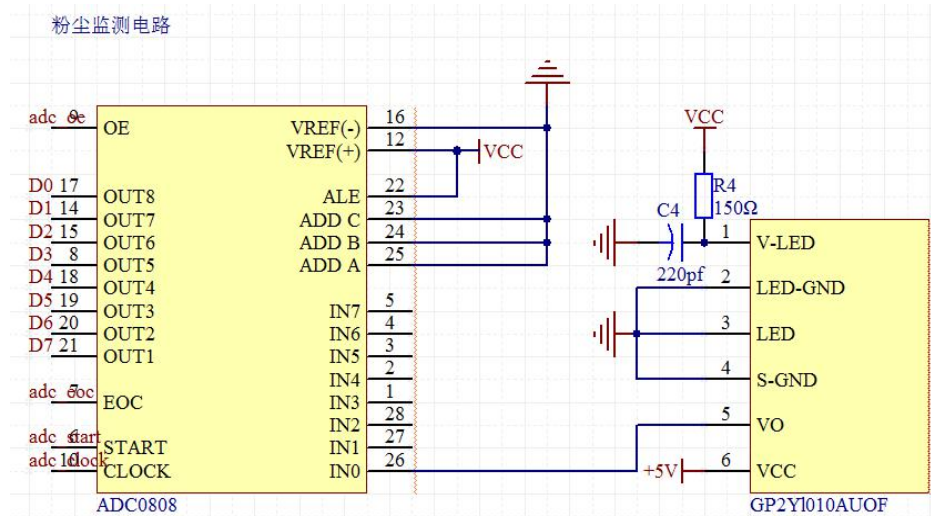 粉尘监测电路
adc_oe 9 OE
VREF(-) 16
VREF(+) 12
VCC
D0 17 OUT8
ALE 22
D1 14 OUT7
ADD C 23
D2 15 OUT6
ADD B 24
D3 8 OUT5
ADD A 25
D4 18 OUT4
D5 19 OUT3
IN7 5
D6 20 OUT2
IN6 4
D7 21 OUT1
IN5 3
IN4 2
adc_eoc 7 EOC
IN3 1
IN2 28
adc_start 6 START
IN1 27
adc_clock 10 CLOCK
IN0 26
ADC0808
VCC
R4
150Ω
C4
220pf
1 V-LED
2 LED-GND
3 LED
4 S-GND
5 VO
+5V 6 VCC
GP2Y1010AUOF